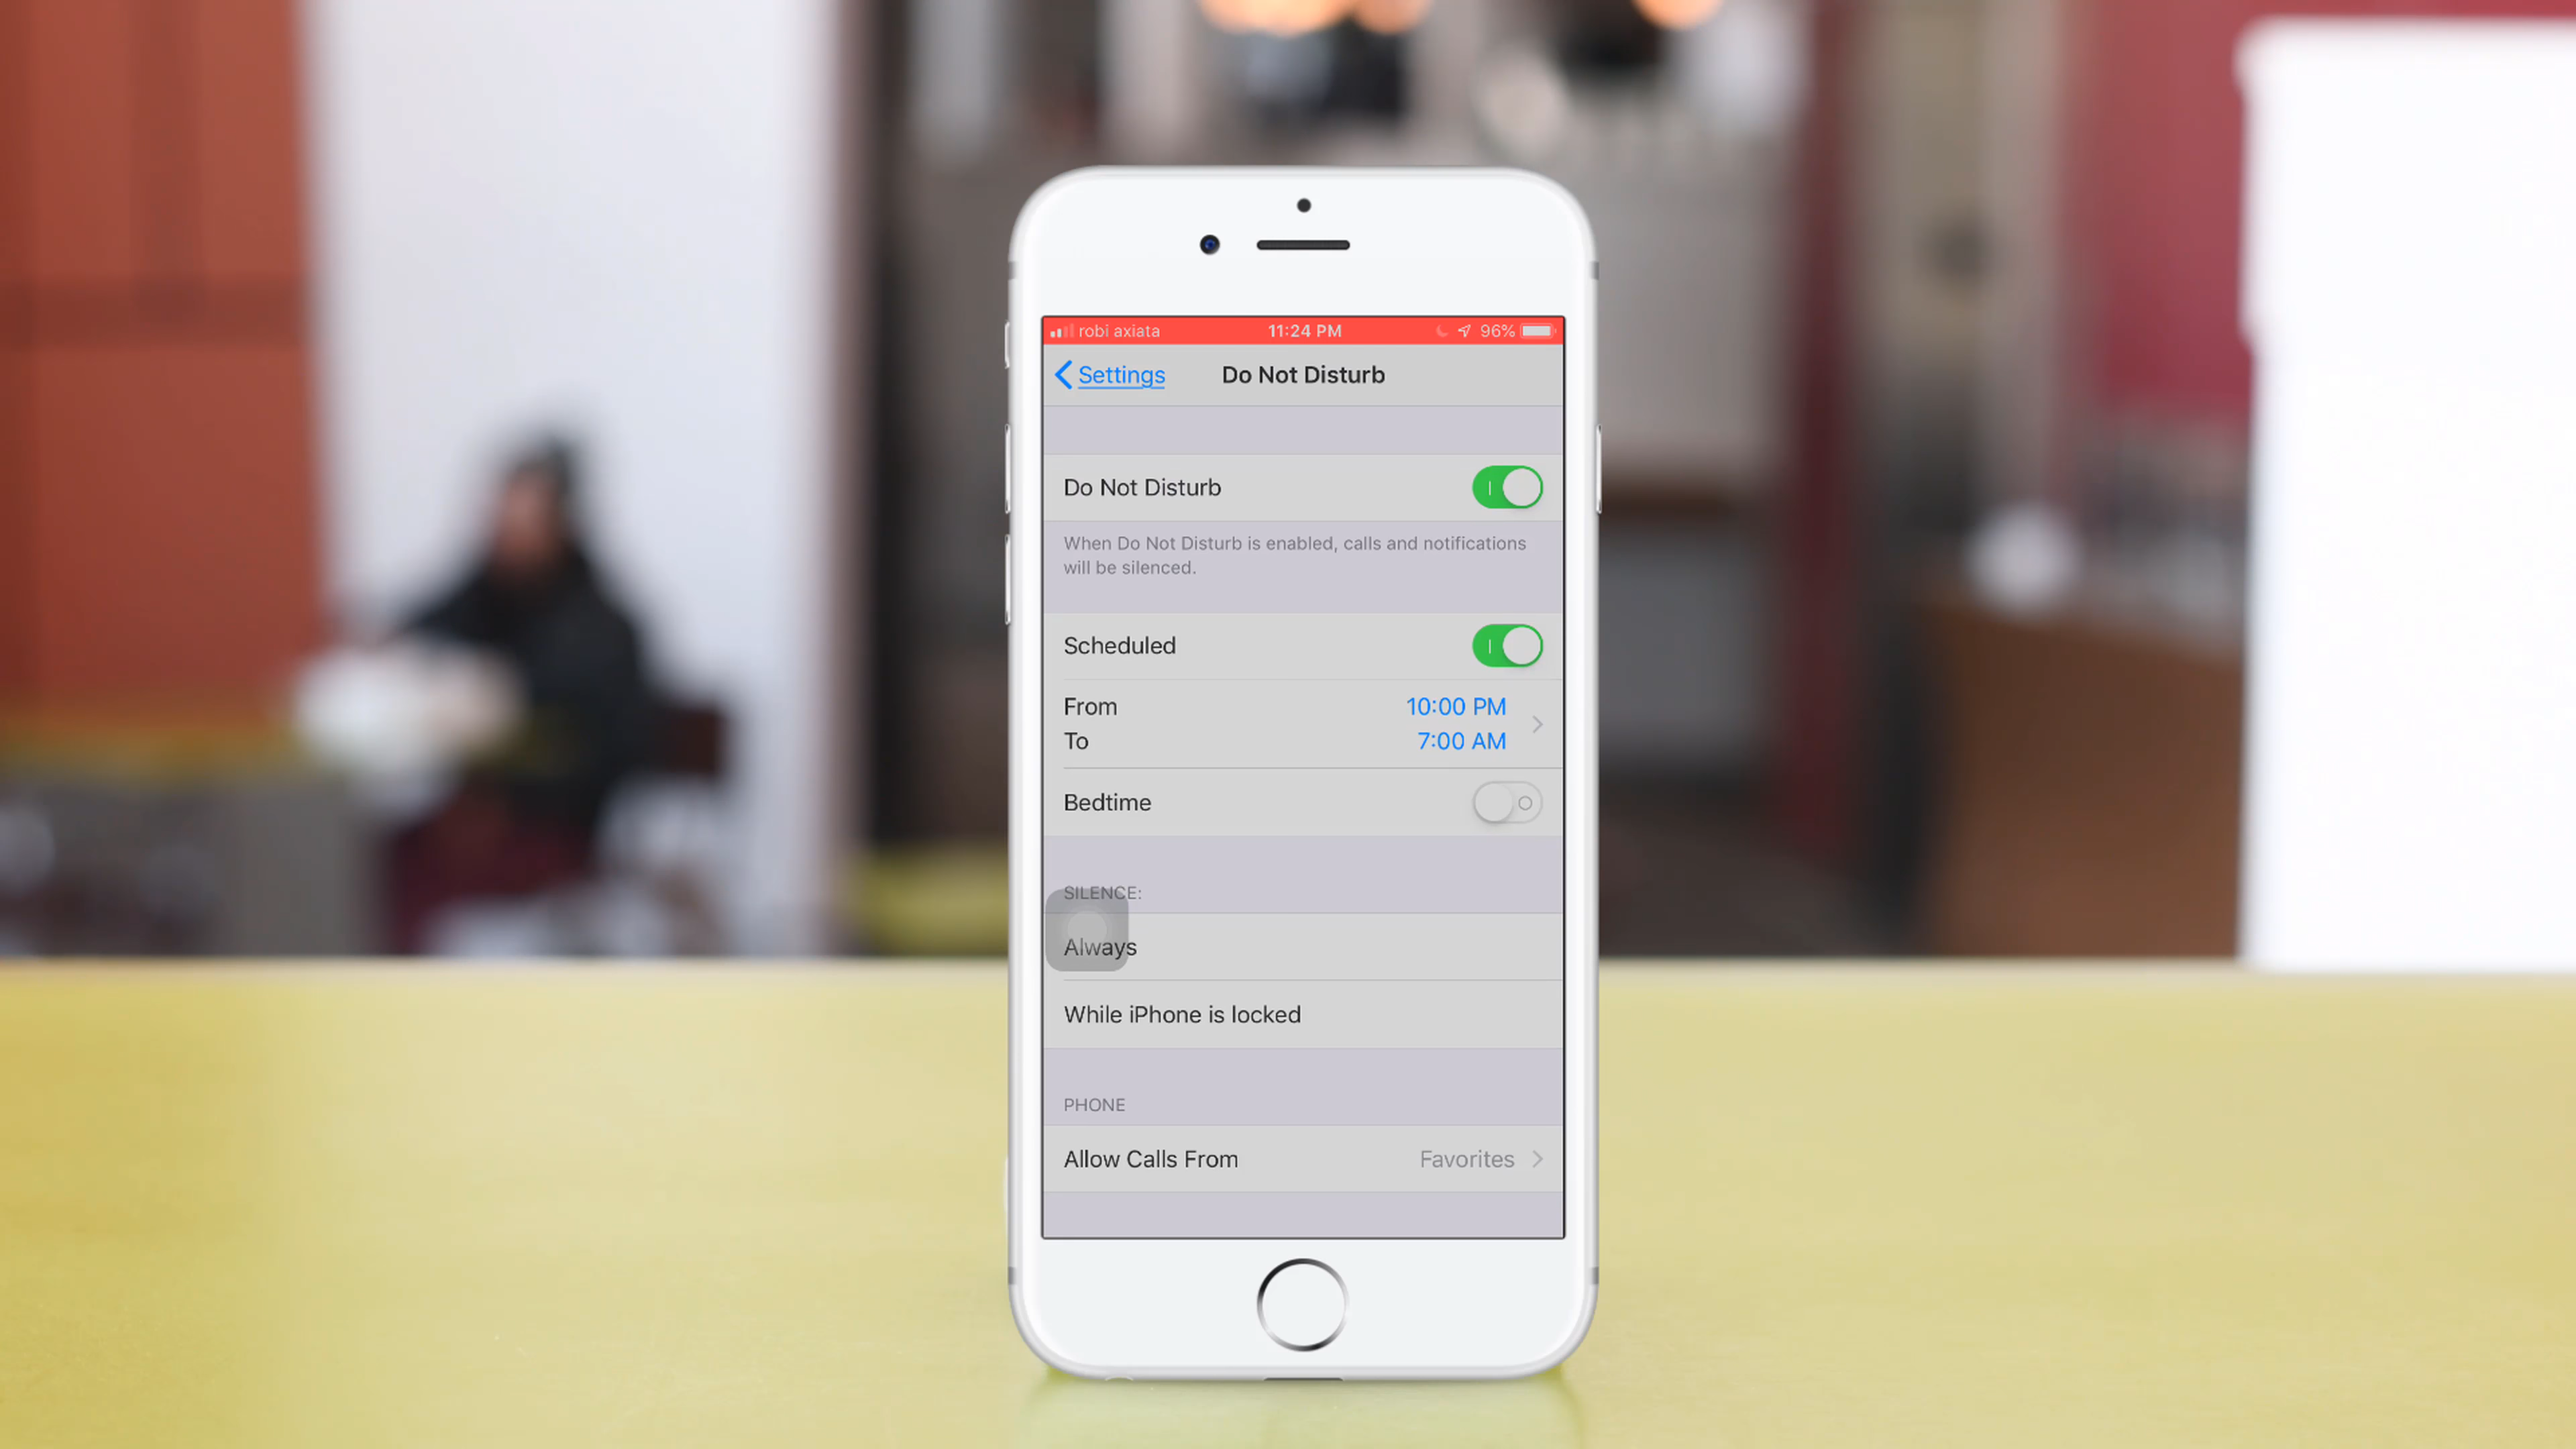 robi axiata 11:24 PM 96%
Settings Do Not Disturb
Do Not Disturb
When Do Not Disturb is enabled, calls and notifications
will be silenced.
Scheduled
From 10:00 PM
To 7:00 AM
Bedtime
SILENCE:
Always
While iPhone is locked
PHONE
Allow Calls From Favorites